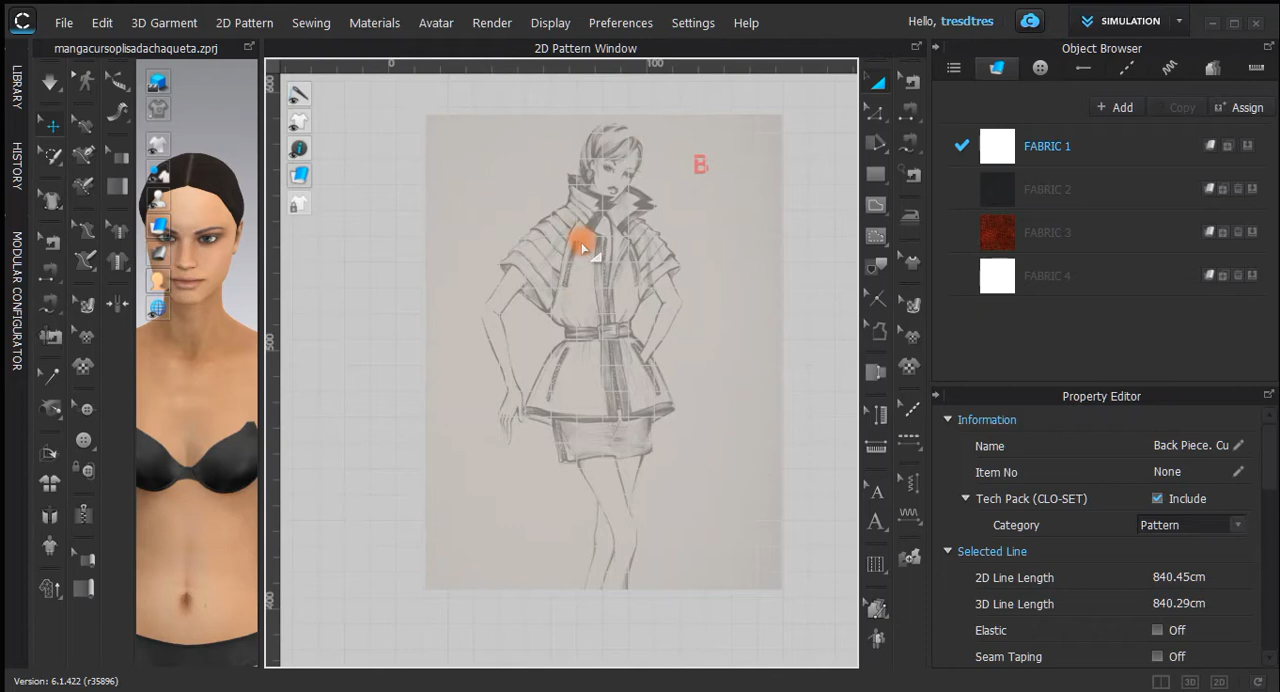 File Edit 3D Garment 2D Pattern Sewing Materials Avatar Render Display Preferences Settings Help
Hello, tresdtres
SIMULATION
mangacursoplisadachaqueta.zprj
2D Pattern Window
Object Browser
LIBRARY
HISTORY
MODULAR CONFIGURATOR
0
100
600
500
400
B
+ Add
Copy
Assign
FABRIC 1
FABRIC 2
FABRIC 3
FABRIC 4
Property Editor
Information
Name Back Piece. Cu
Item No None
Tech Pack (CLO-SET) Include
Category Pattern
Selected Line
2D Line Length 840.45cm
3D Line Length 840.29cm
Elastic Off
Seam Taping Off
Version: 6.1.422 (r35896)
3D 2D